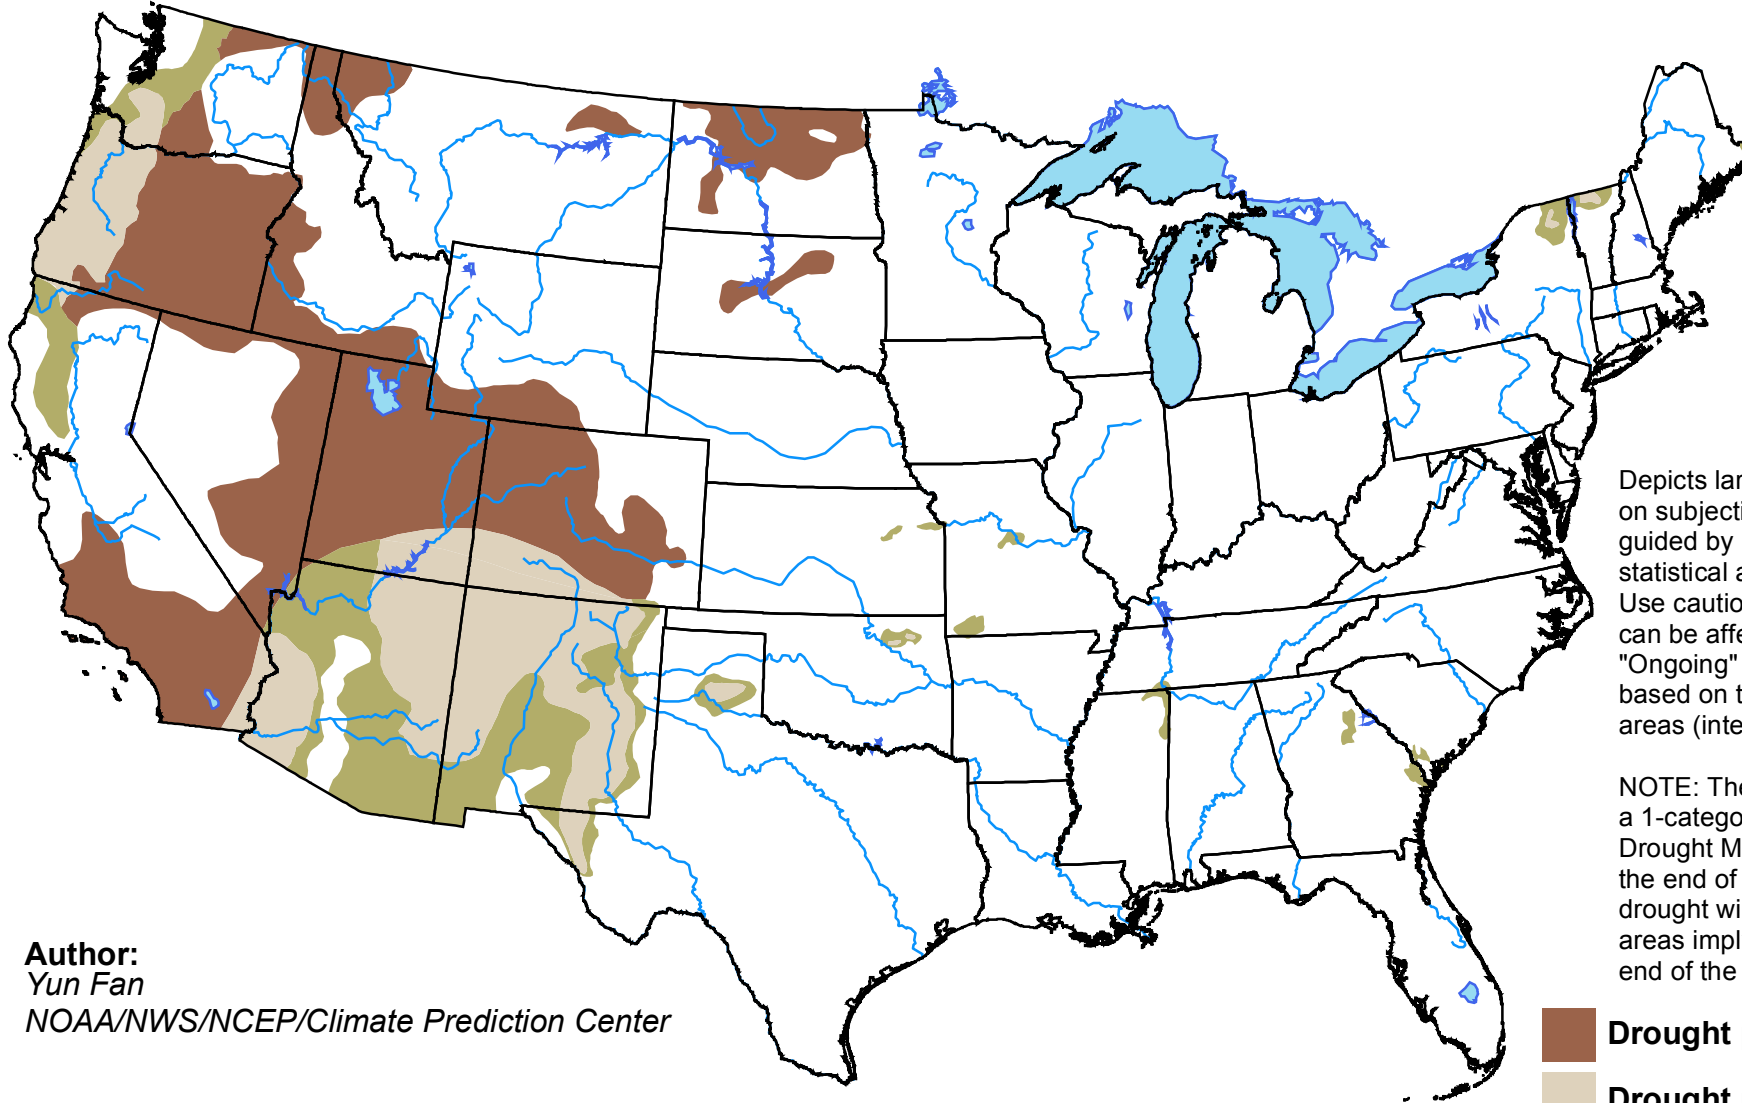 Depicts lar
on subjecti
guided by
statistical a
Use cautio
can be affe
"Ongoing"
based on t
areas (inte
NOTE: The
a 1-catego
Drought M
the end of
drought wi
areas impl
end of the
Author:
Yun Fan
NOAA/NWS/NCEP/Climate Prediction Center
Drought
Drought